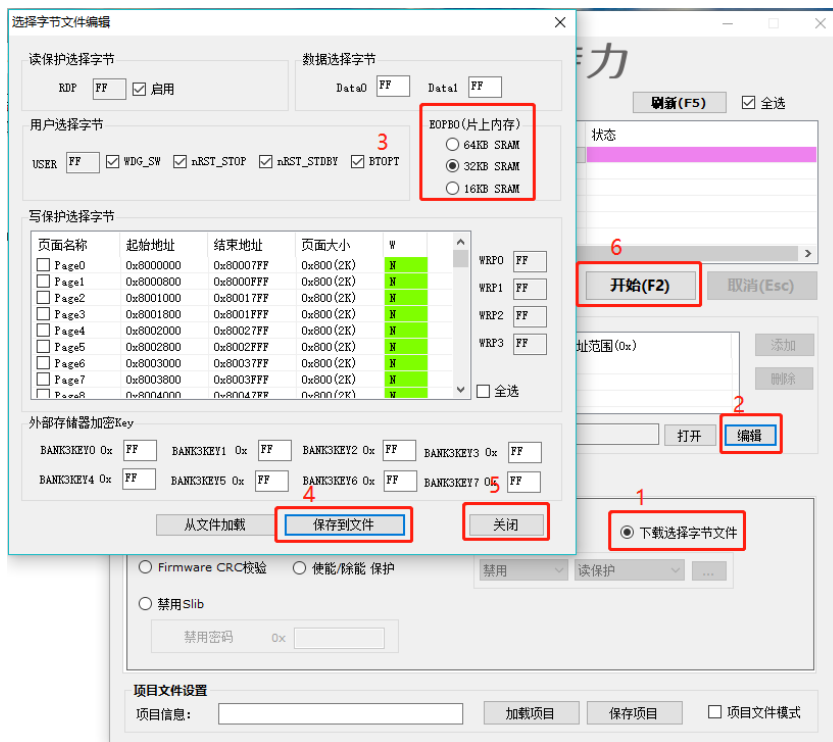 选择字节文件编辑
读保护选择字节
RDP FF 启用
数据选择字节
Data0 FF Data1 FF
用户选择字节
3
USER FF WDG_SW nRST_STOP nRST_STDBY BTOPT
EOPB0(片上内存)
64KB SRAM
32KB SRAM
16KB SRAM
写保护选择字节
页面名称 起始地址 结束地址 页面大小 W
Page0 0x8000000 0x80007FF 0x800(2K) N
Page1 0x8000800 0x8000FFF 0x800(2K) N
Page2 0x8001000 0x80017FF 0x800(2K) N
Page3 0x8001800 0x8001FFF 0x800(2K) N
Page4 0x8002000 0x80027FF 0x800(2K) N
Page5 0x8002800 0x8002FFF 0x800(2K) N
Page6 0x8003000 0x80037FF 0x800(2K) N
Page7 0x8003800 0x8003FFF 0x800(2K) N
Page8 0x8004000 0x80047FF 0x800(2K) N
WRP0 FF
WRP1 FF
WRP2 FF
WRP3 FF
全选
外部存储器加密Key
BANK3KEY0 0x FF BANK3KEY1 0x FF BANK3KEY2 0x FF BANK3KEY3 0x FF
BANK3KEY4 0x FF BANK3KEY5 0x FF BANK3KEY6 0x FF BANK3KEY7 0x FF
4 5
从文件加载 保存到文件 关闭
力
刷新(F5) 全选
状态
6
开始(F2) 取消(Esc)
址范围(0x)
添加
删除
2
打开 编辑
1
下载选择字节文件
Firmware CRC校验 使能/除能 保护 禁用 读保护 ...
禁用Slib
禁用密码 0x
项目文件设置
项目信息: 加载项目 保存项目 项目文件模式